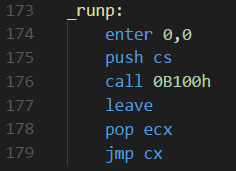 173 _runp:
174 enter 0,0
175 push cs
176 call 0B100h
177 leave
178 pop ecx
179 jmp cx